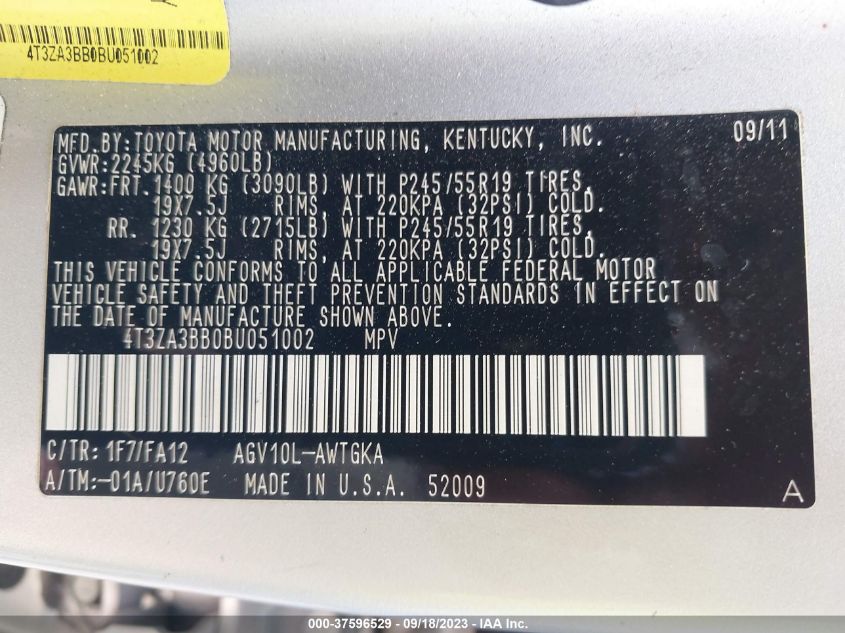 4T3ZA3BB0BU051002
MFD.BY:TOYOTA MOTOR MANUFACTURING, KENTUCKY, INC. 09/11
GVWR:2245KG (4960LB)
GAWR:FRT.1400 KG (3090LB) WITH P245/55R19 TIRES,
19X7.5J RIMS, AT 220KPA (32PSI) COLD.
RR. 1230 KG (2715LB) WITH P245/55R19 TIRES,
19X7.5J RIMS, AT 220KPA (32PSI) COLD.
THIS VEHICLE CONFORMS TO ALL APPLICABLE FEDERAL MOTOR
VEHICLE SAFETY AND THEFT PREVENTION STANDARDS IN EFFECT ON
THE DATE OF MANUFACTURE SHOWN ABOVE.
4T3ZA3BB0BU051002 MPV
C/TR: 1F7/FA12 AGV10L-AWTGKA
A/TM:-01A/U760E MADE IN U.S.A. 52009 A
000-37596529 - 09/18/2023 - IAA Inc.